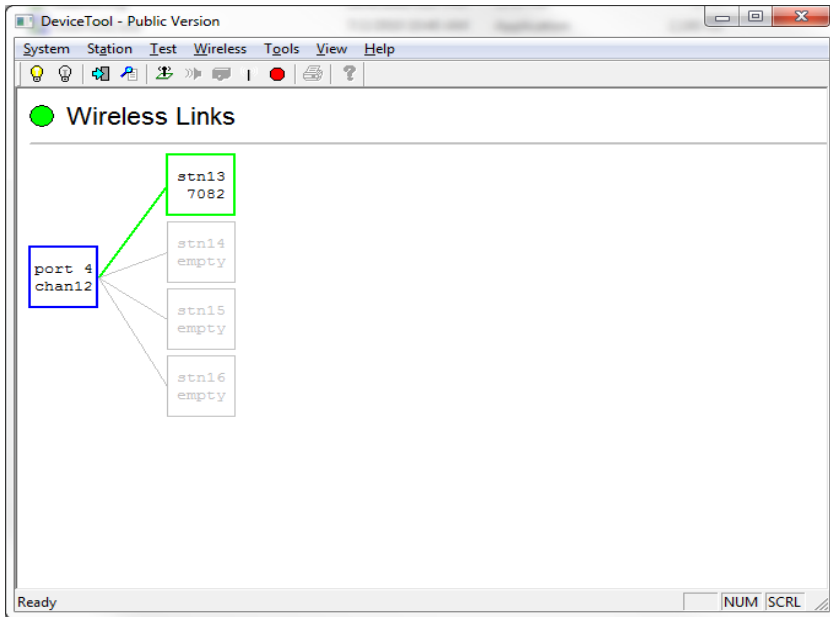 DeviceTool - Public Version
System Station Test Wireless Tools View Help
Wireless Links
stn13
7082
stn14
empty
port 4
chan12
stn15
empty
stn16
empty
Ready
NUM SCRL